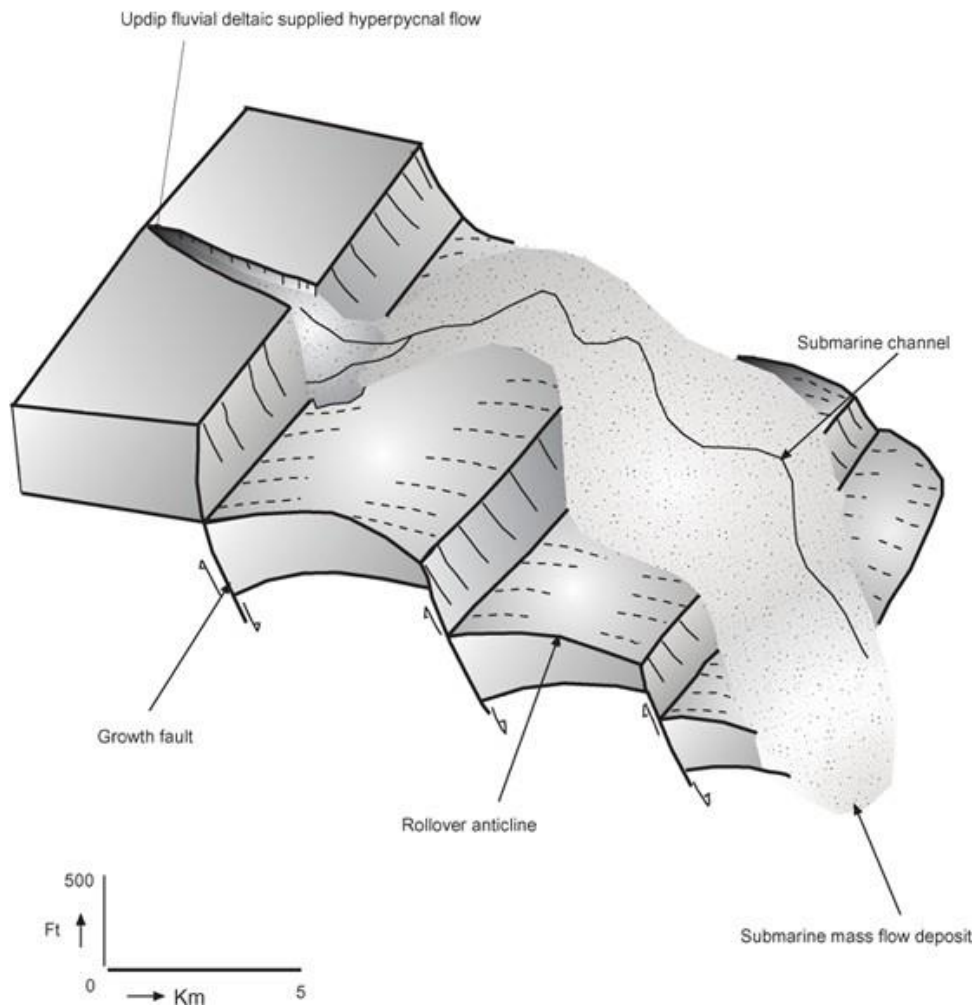 Updip fluvial deltaic supplied hyperpycnal flow
Submarine channel
Growth fault
Rollover anticline
Submarine mass flow deposit
500
Ft
0
Km
5